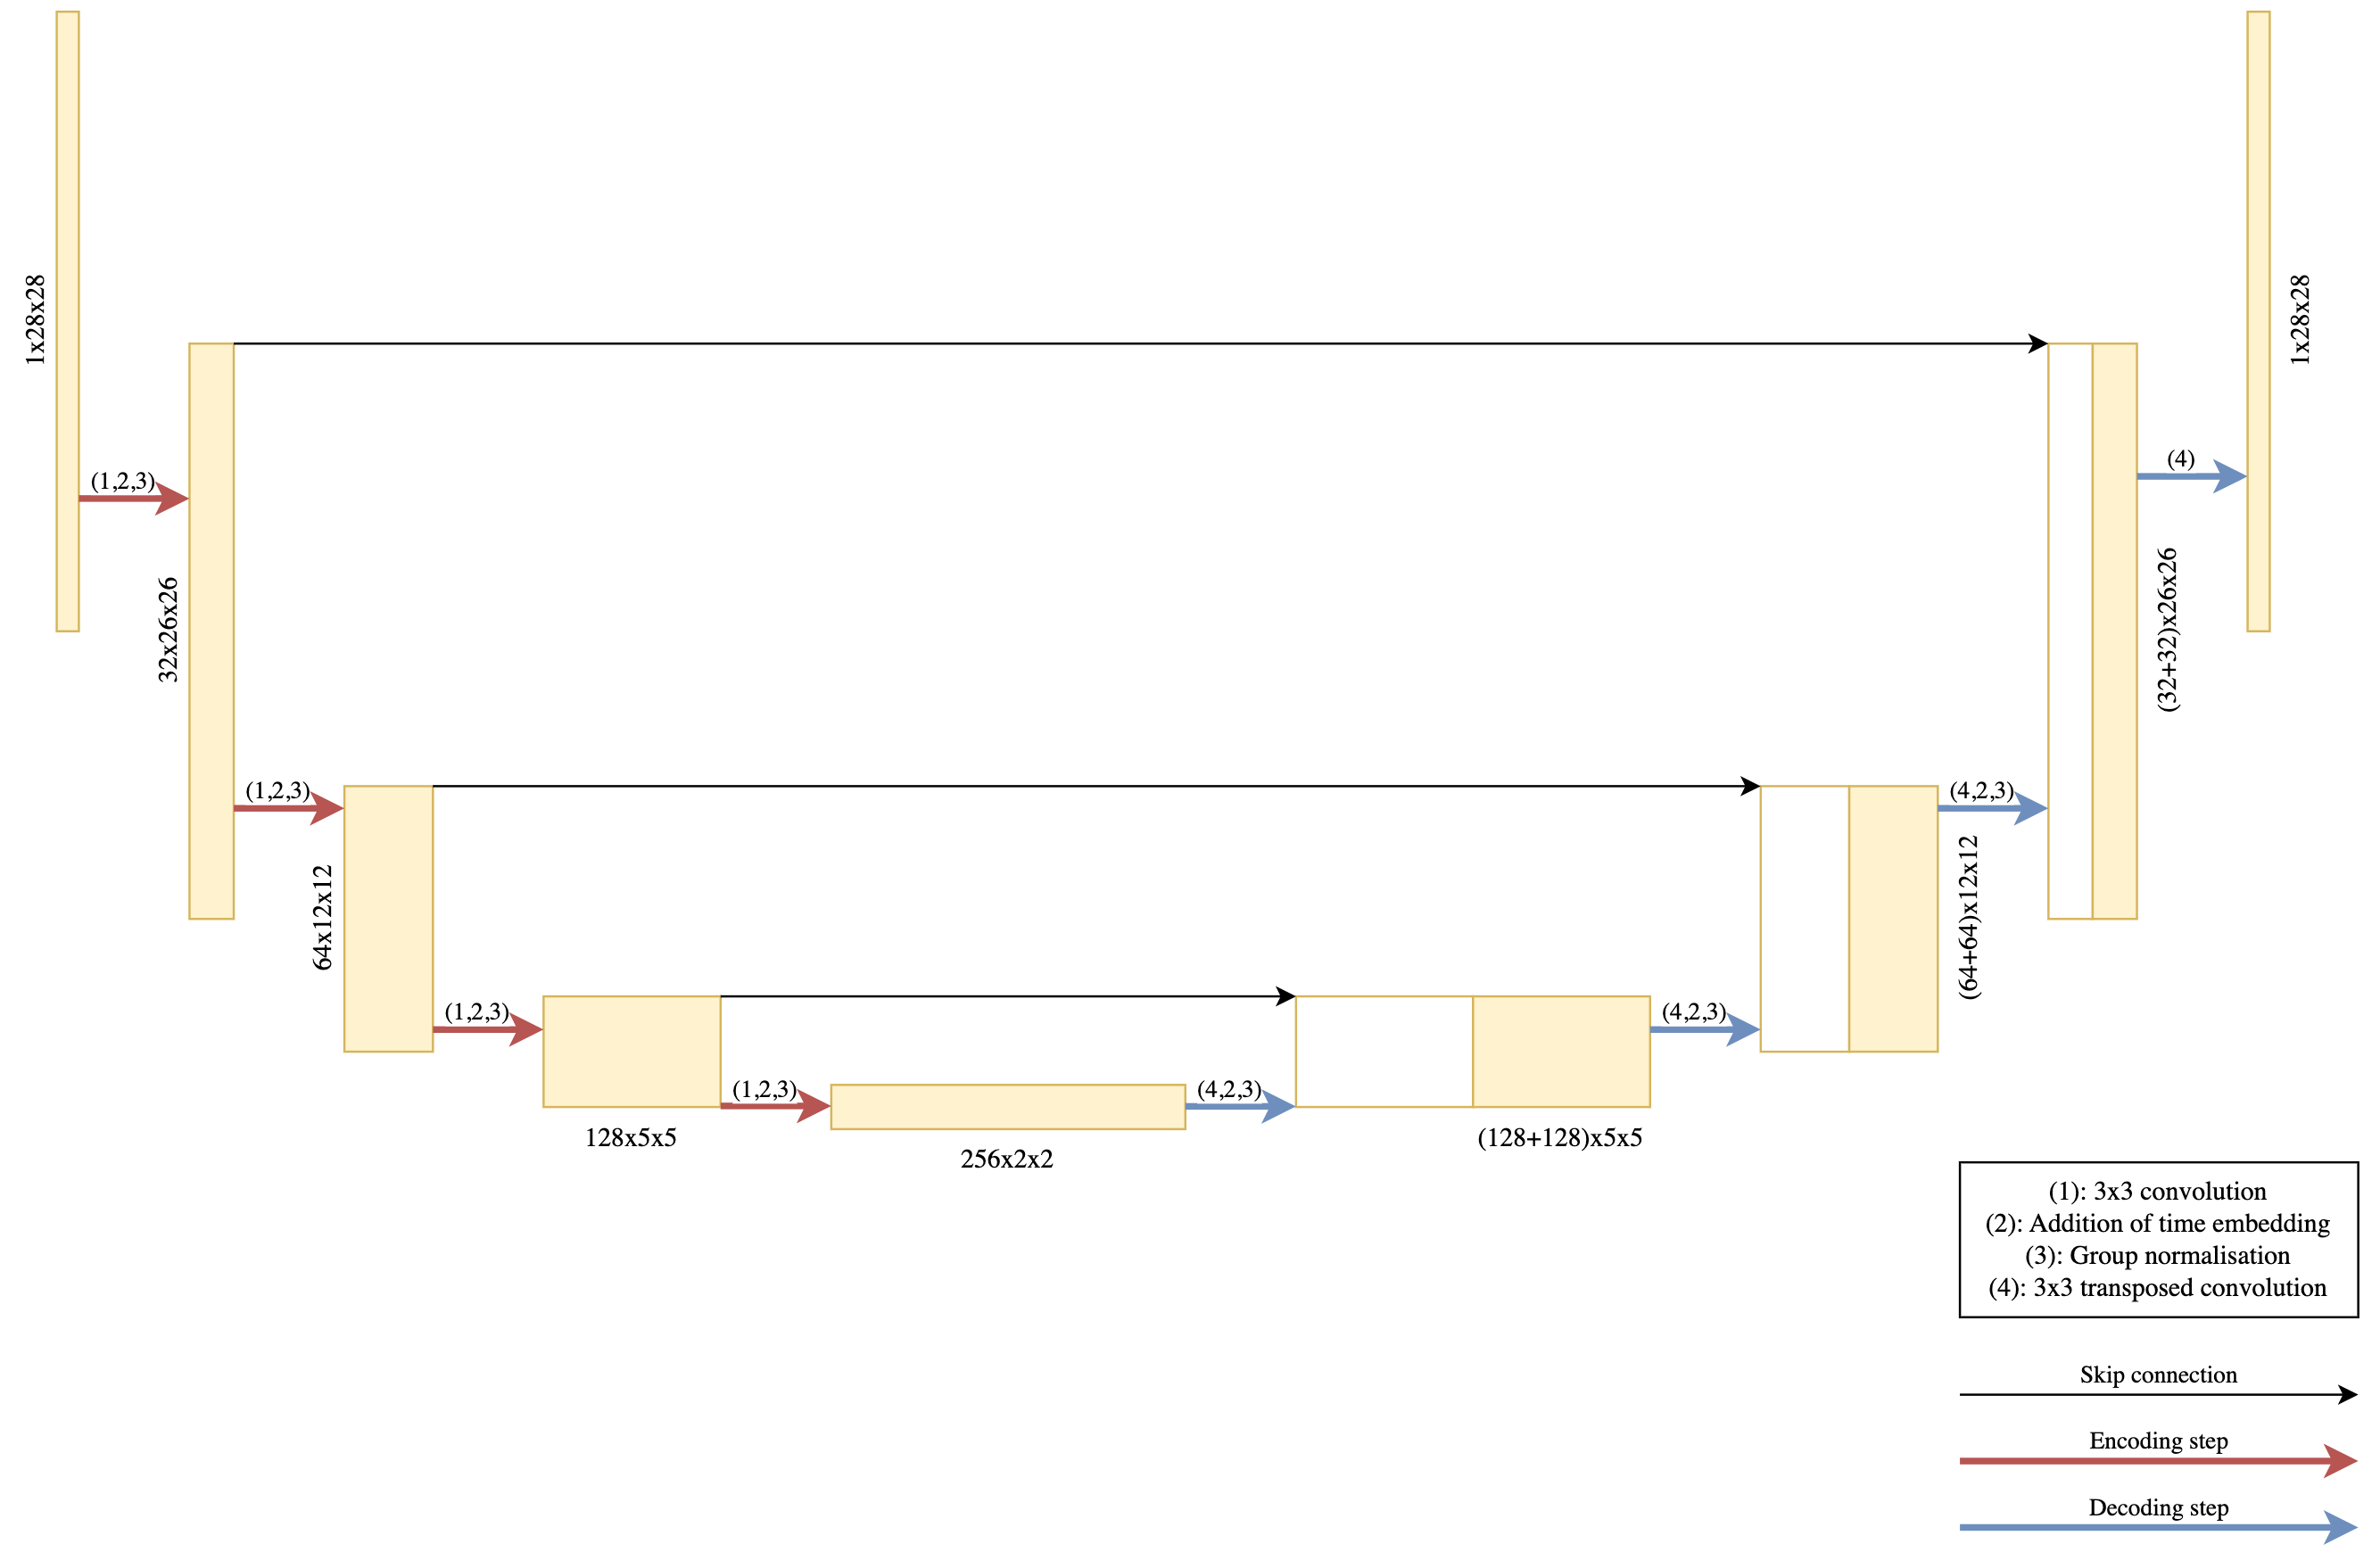 1x28x28
(1,2,3)
32x26x26
(1,2,3)
64x12x12
(1,2,3)
128x5x5
(1,2,3)
256x2x2
(4,2,3)
(128+128)x5x5
(4,2,3)
(64+64)x12x12
(4,2,3)
(32+32)x26x26
(4)
1x28x28
(1): 3x3 convolution
(2): Addition of time embedding
(3): Group normalisation
(4): 3x3 transposed convolution
Skip connection
Encoding step
Decoding step